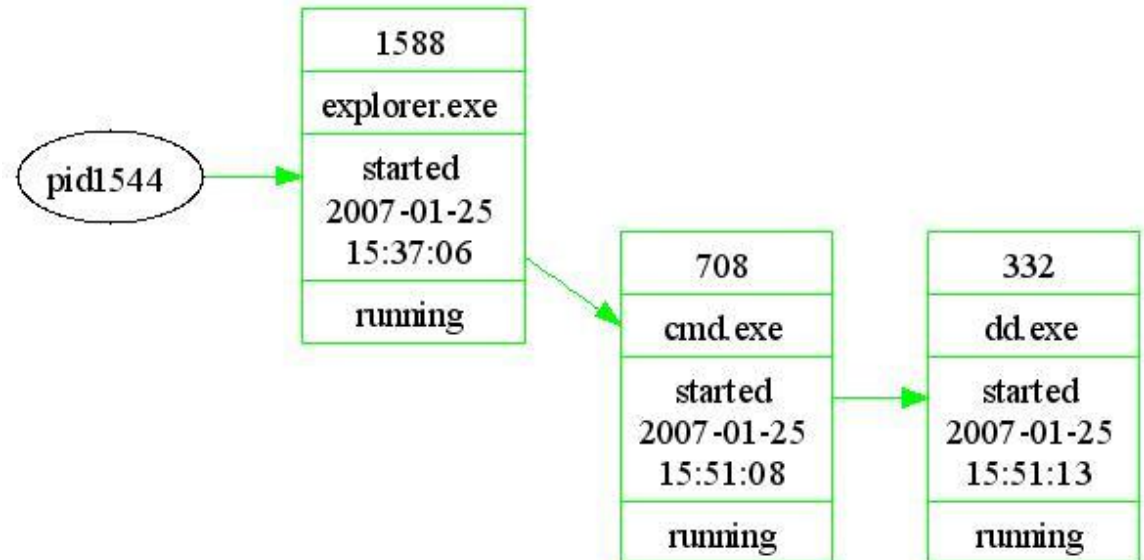 pid1544
1588
explorer.exe
started
2007-01-25
15:37:06
running
708
cmd.exe
started
2007-01-25
15:51:08
running
332
dd.exe
started
2007-01-25
15:51:13
running